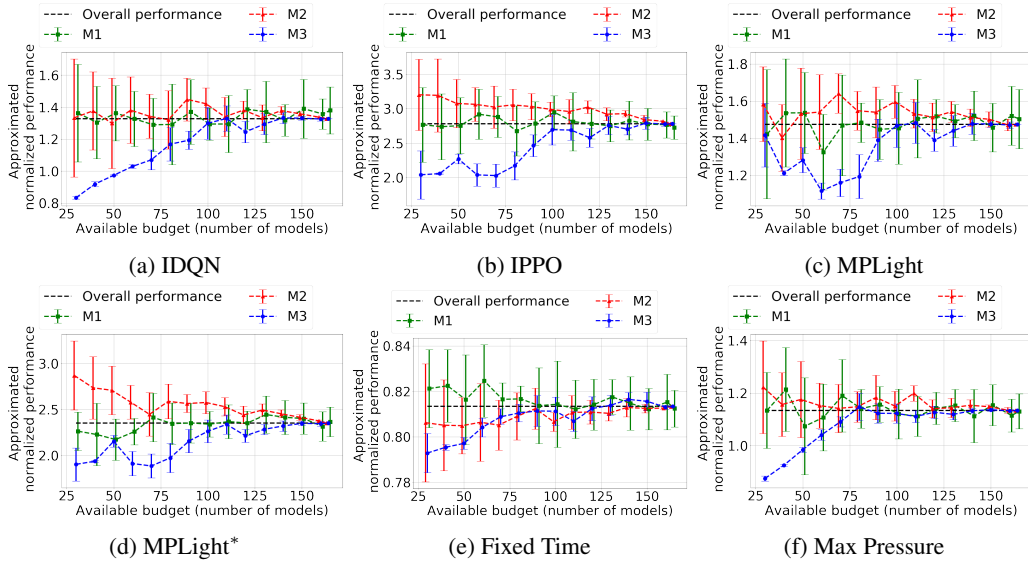 Overall performance M2
M1 M3
Approximated
normalized performance
1.6
1.4
1.2
1.0
0.8
25 50 75 100 125 150
Available budget (number of models)
(a) IDQN
Overall performance M2
M1 M3
Approximated
normalized performance
3.5
3.0
2.5
2.0
25 50 75 100 125 150
Available budget (number of models)
(b) IPPO
Overall performance M2
M1 M3
Approximated
normalized performance
1.8
1.6
1.4
1.2
25 50 75 100 125 150
Available budget (number of models)
(c) MPLight
Overall performance M2
M1 M3
Approximated
normalized performance
3.0
2.5
2.0
25 50 75 100 125 150
Available budget (number of models)
(d) MPLight*
Overall performance M2
M1 M3
Approximated
normalized performance
0.84
0.82
0.80
0.78
25 50 75 100 125 150
Available budget (number of models)
(e) Fixed Time
Overall performance M2
M1 M3
Approximated
normalized performance
1.4
1.2
1.0
25 50 75 100 125 150
Available budget (number of models)
(f) Max Pressure